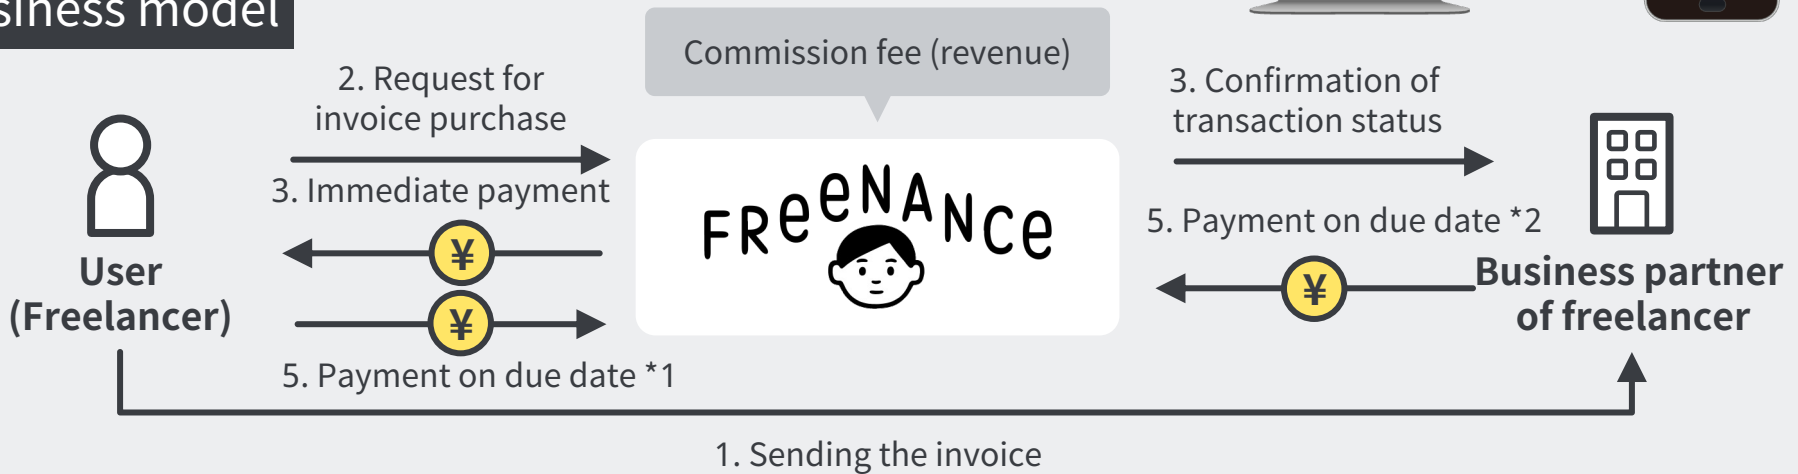 siness model
Commission fee (revenue)
2. Request for
invoice purchase
3. Confirmation of
transaction status
3. Immediate payment
FReeNANce
5. Payment on due date *2
¥
¥
¥
User
(Freelancer)
Business partner
of freelancer
5. Payment on due date *1
1. Sending the invoice